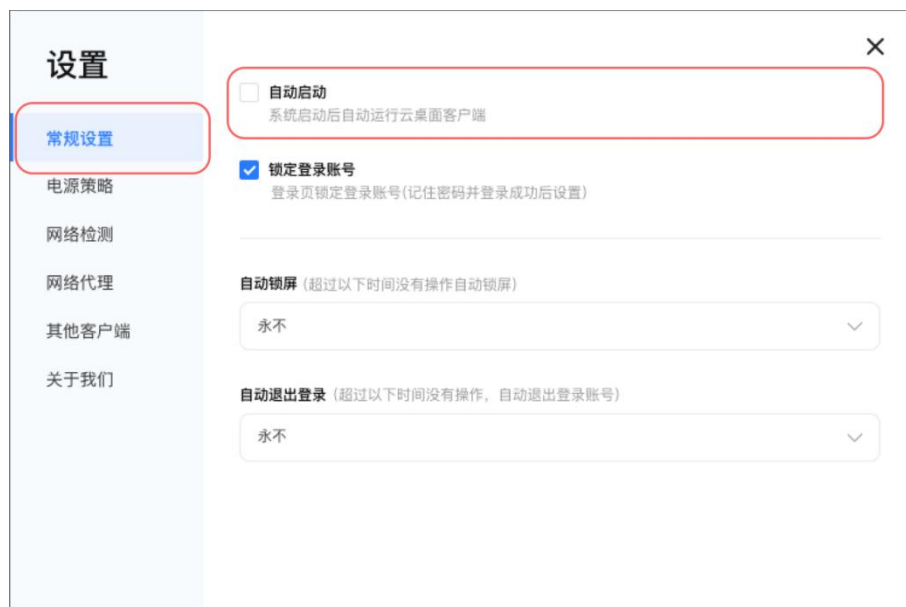 设置
常规设置
电源策略
网络检测
网络代理
其他客户端
关于我们
自动启动
系统启动后自动运行云桌面客户端
锁定登录账号
登录页锁定登录账号(记住密码并登录成功后设置)
自动锁屏 (超过以下时间没有操作自动锁屏)
永不
自动退出登录 (超过以下时间没有操作，自动退出登录账号)
永不